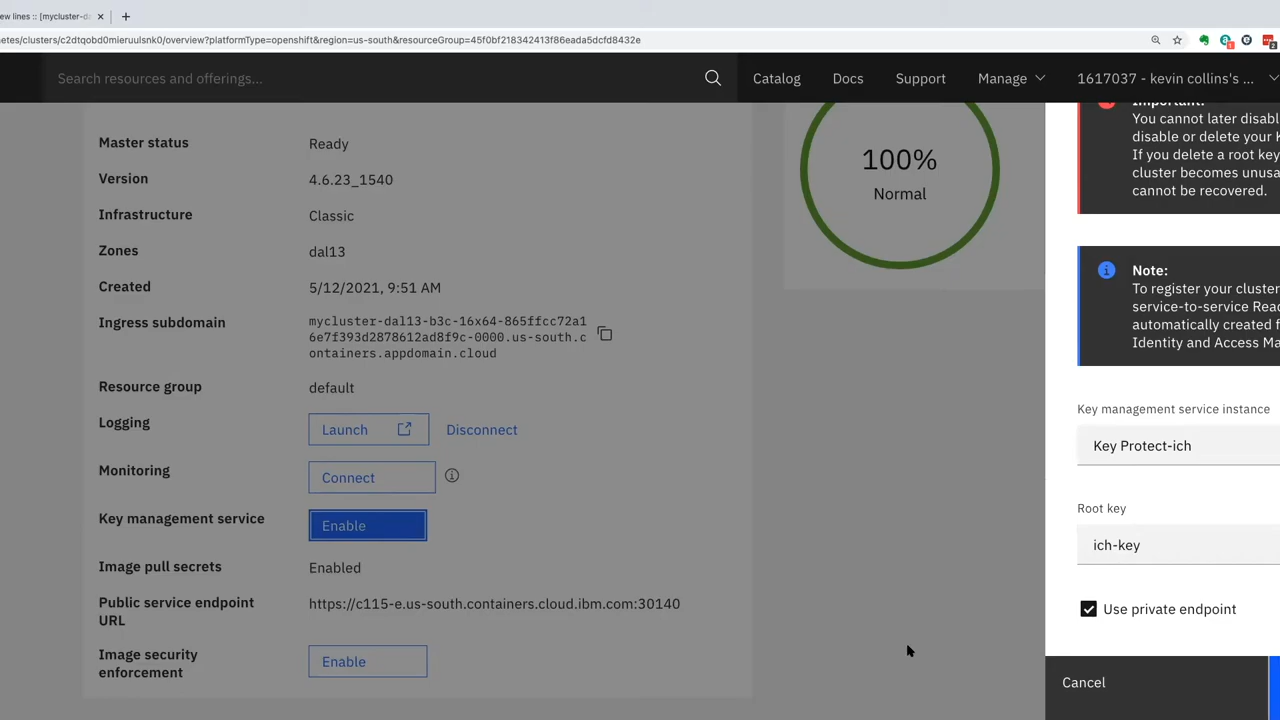 ew lines :: [mycluster-da
etes/clusters/c2dtqobd0mieruulsnk0/overview?platformType=openshift&region=us-south&resourceGroup=45f0bf218342413f86eada5dcfd8432e
Search resources and offerings...
Catalog
Docs
Support
Manage
1617037 - kevin collins's ...
Master status
Ready
Version
4.6.23_1540
Infrastructure
Classic
Zones
dal13
Created
5/12/2021, 9:51 AM
Ingress subdomain
mycluster-dal13-b3c-16x64-865ffcc72a1
6e7f393d2878612ad8f9c-0000.us-south.c
ontainers.appdomain.cloud
Resource group
default
Logging
Launch
Disconnect
Monitoring
Connect
Key management service
Enable
Image pull secrets
Enabled
Public service endpoint
URL
https://c115-e.us-south.containers.cloud.ibm.com:30140
Image security
enforcement
Enable
100%
Normal
Important:
You cannot later disabl
disable or delete your K
If you delete a root key
cluster becomes unusa
cannot be recovered.
Note:
To register your cluster
service-to-service Read
automatically created f
Identity and Access Ma
Key management service instance
Key Protect-ich
Root key
ich-key
Use private endpoint
Cancel